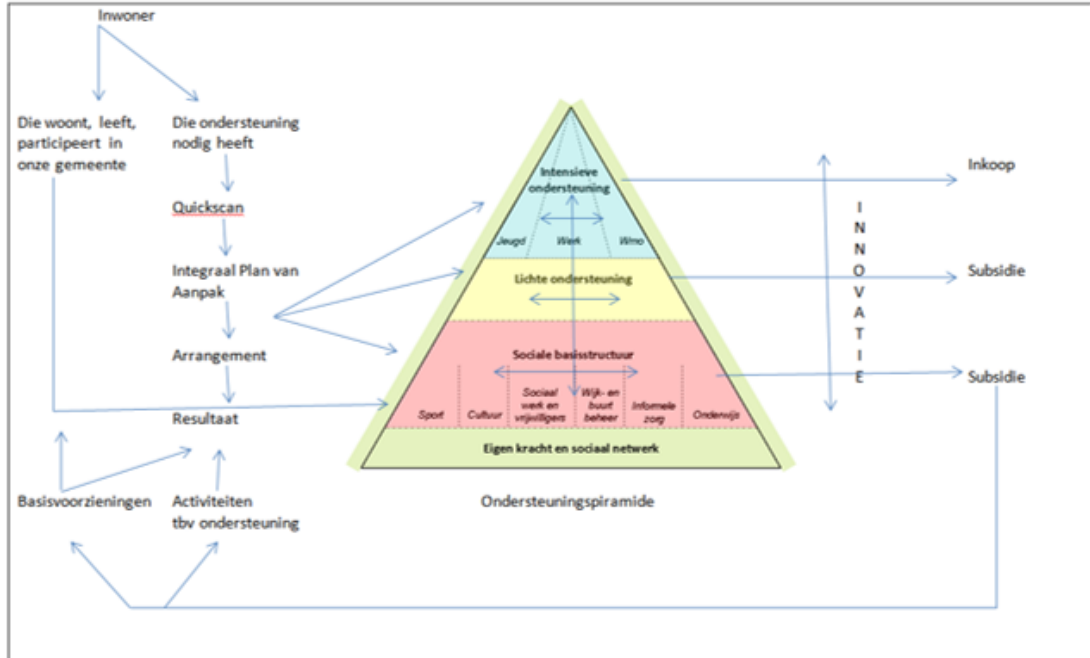 Inwoner
Die woont, leeft,
participeert in
onze gemeente
Die ondersteuning
nodig heeft
Quickscan
Integraal Plan van
Aanpak
Arrangement
Resultaat
Basisvoorzieningen
Activiteiten
tbv ondersteuning
Intensieve
ondersteuning
Jeugd
Werk
Wmo
Lichte ondersteuning
Sociale basisstructuur
Sport
Cultuur
Sociaal
werk en
vrijwilligers
Wijk- en
buurt
beheer
Informele
zorg
Onderwijs
Eigen kracht en sociaal netwerk
Ondersteuningspiramide
I
N
N
O
V
A
T
I
E
Inkoop
Subsidie
Subsidie